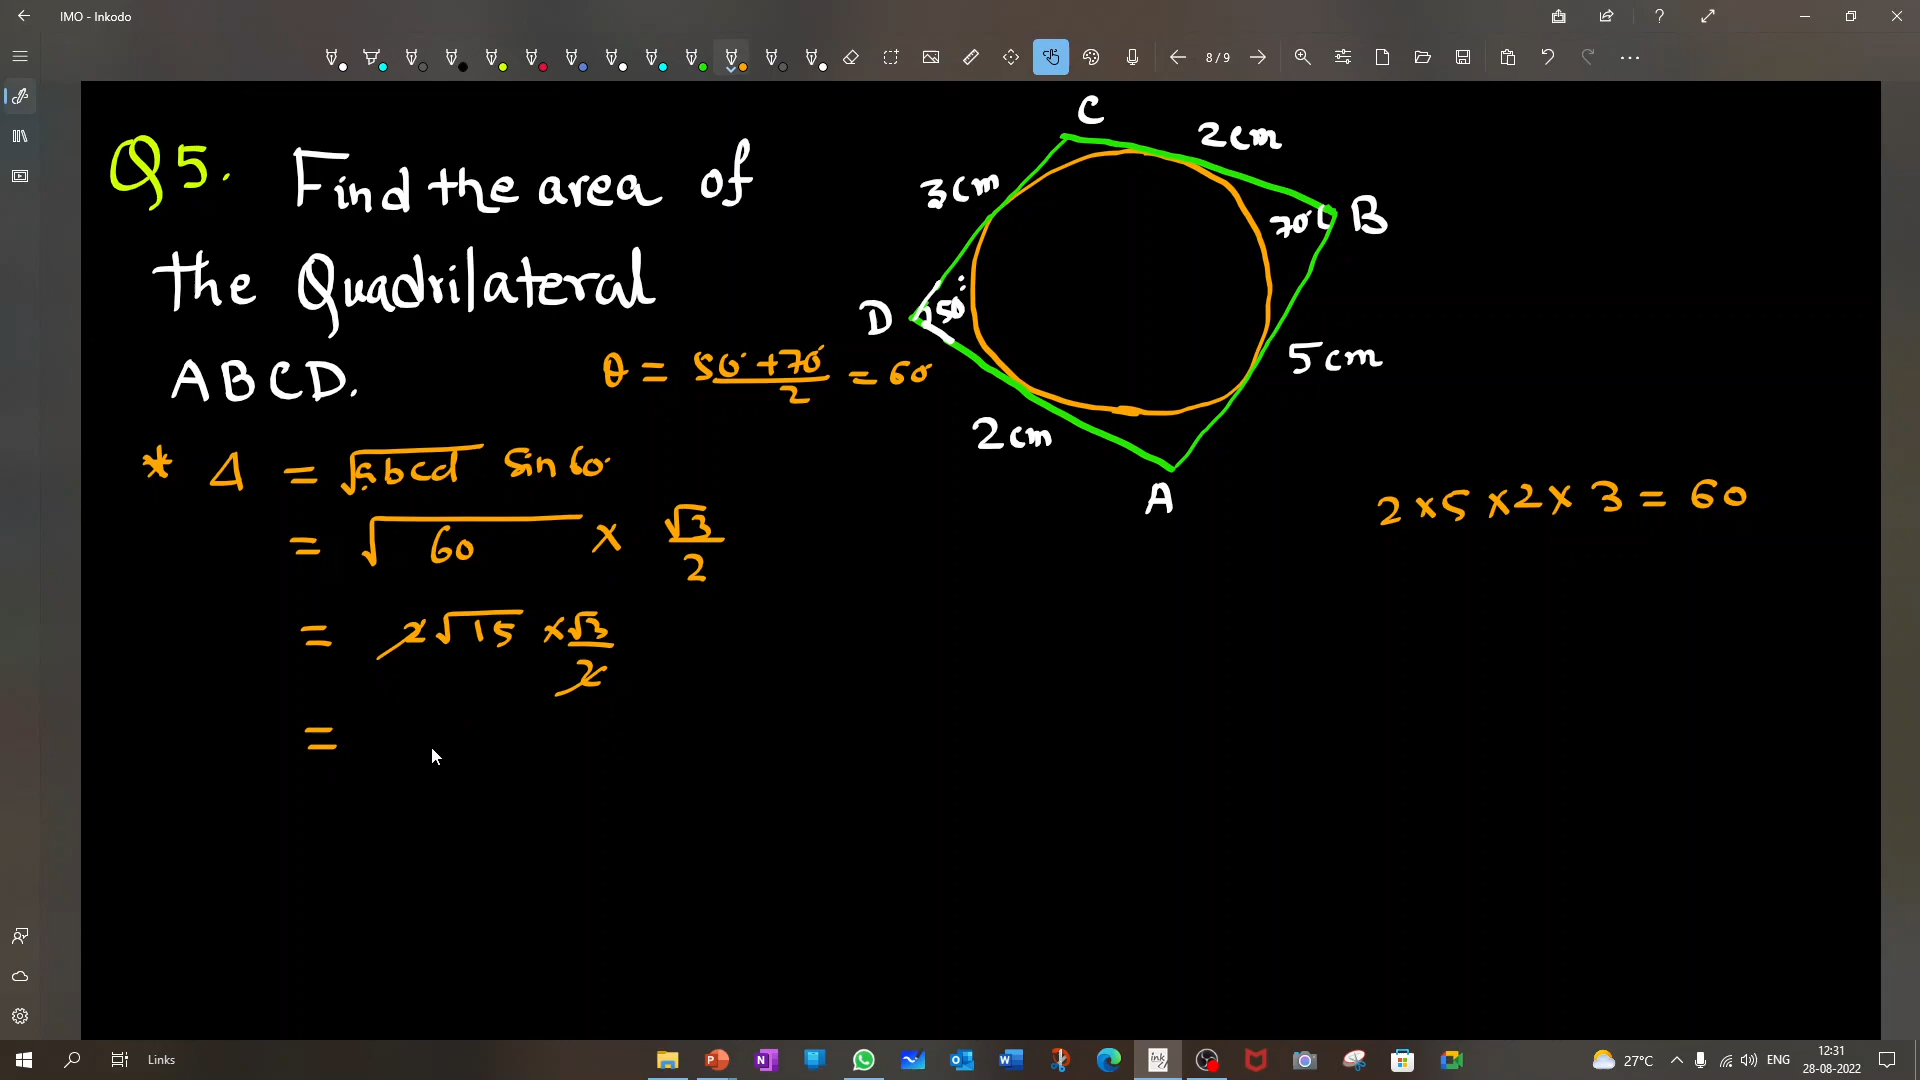 IMO - Inkodo
8/9
Q5. Find the area of
the Quadrilateral
ABCD.
C
2cm
3cm
70°
B
D
50°
5cm
2cm
A
θ = 50° + 70° / 2 = 60°
* Δ = √abcd sin 60°
= √60 × √3 / 2
= 2√15 × √3 / 2
=
2 × 5 × 2 × 3 = 60
Links
27°C
ENG
12:31
28-08-2022